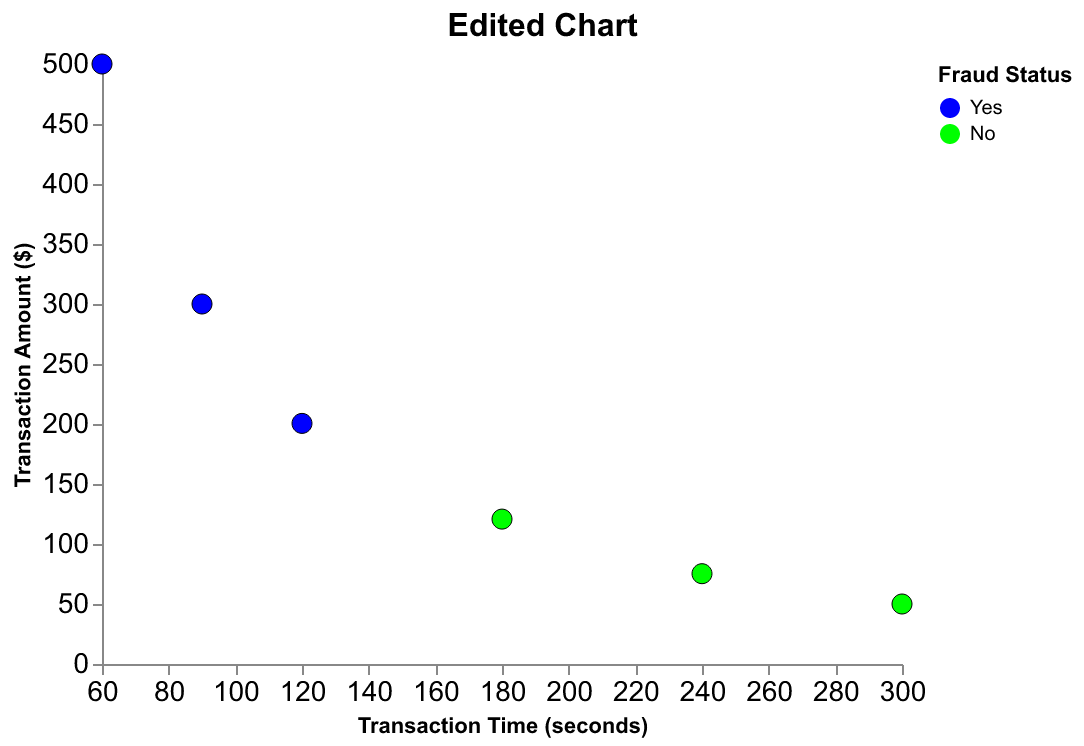 Edited Chart
Fraud Status
Yes
No
Transaction Amount ($)
500
450
400
350
300
250
200
150
100
50
0
60 80 100 120 140 160 180 200 220 240 260 280 300
Transaction Time (seconds)